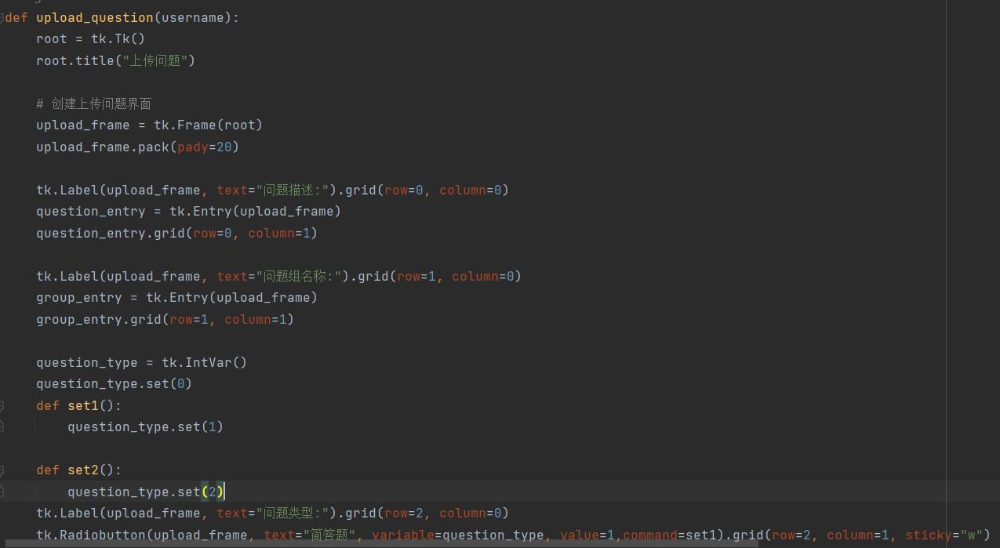 def upload_question(username):
root = tk.Tk()
root.title("上传问题")
# 创建上传问题界面
upload_frame = tk.Frame(root)
upload_frame.pack(pady=20)
tk.Label(upload_frame, text="问题描述:").grid(row=0, column=0)
question_entry = tk.Entry(upload_frame)
question_entry.grid(row=0, column=1)
tk.Label(upload_frame, text="问题组名称:").grid(row=1, column=0)
group_entry = tk.Entry(upload_frame)
group_entry.grid(row=1, column=1)
question_type = tk.IntVar()
question_type.set(0)
def set1():
question_type.set(1)
def set2():
question_type.set(2)
tk.Label(upload_frame, text="问题类型:").grid(row=2, column=0)
tk.Radiobutton(upload_frame, text="简答题", variable=question_type, value=1,command=set1).grid(row=2, column=1, sticky="w")